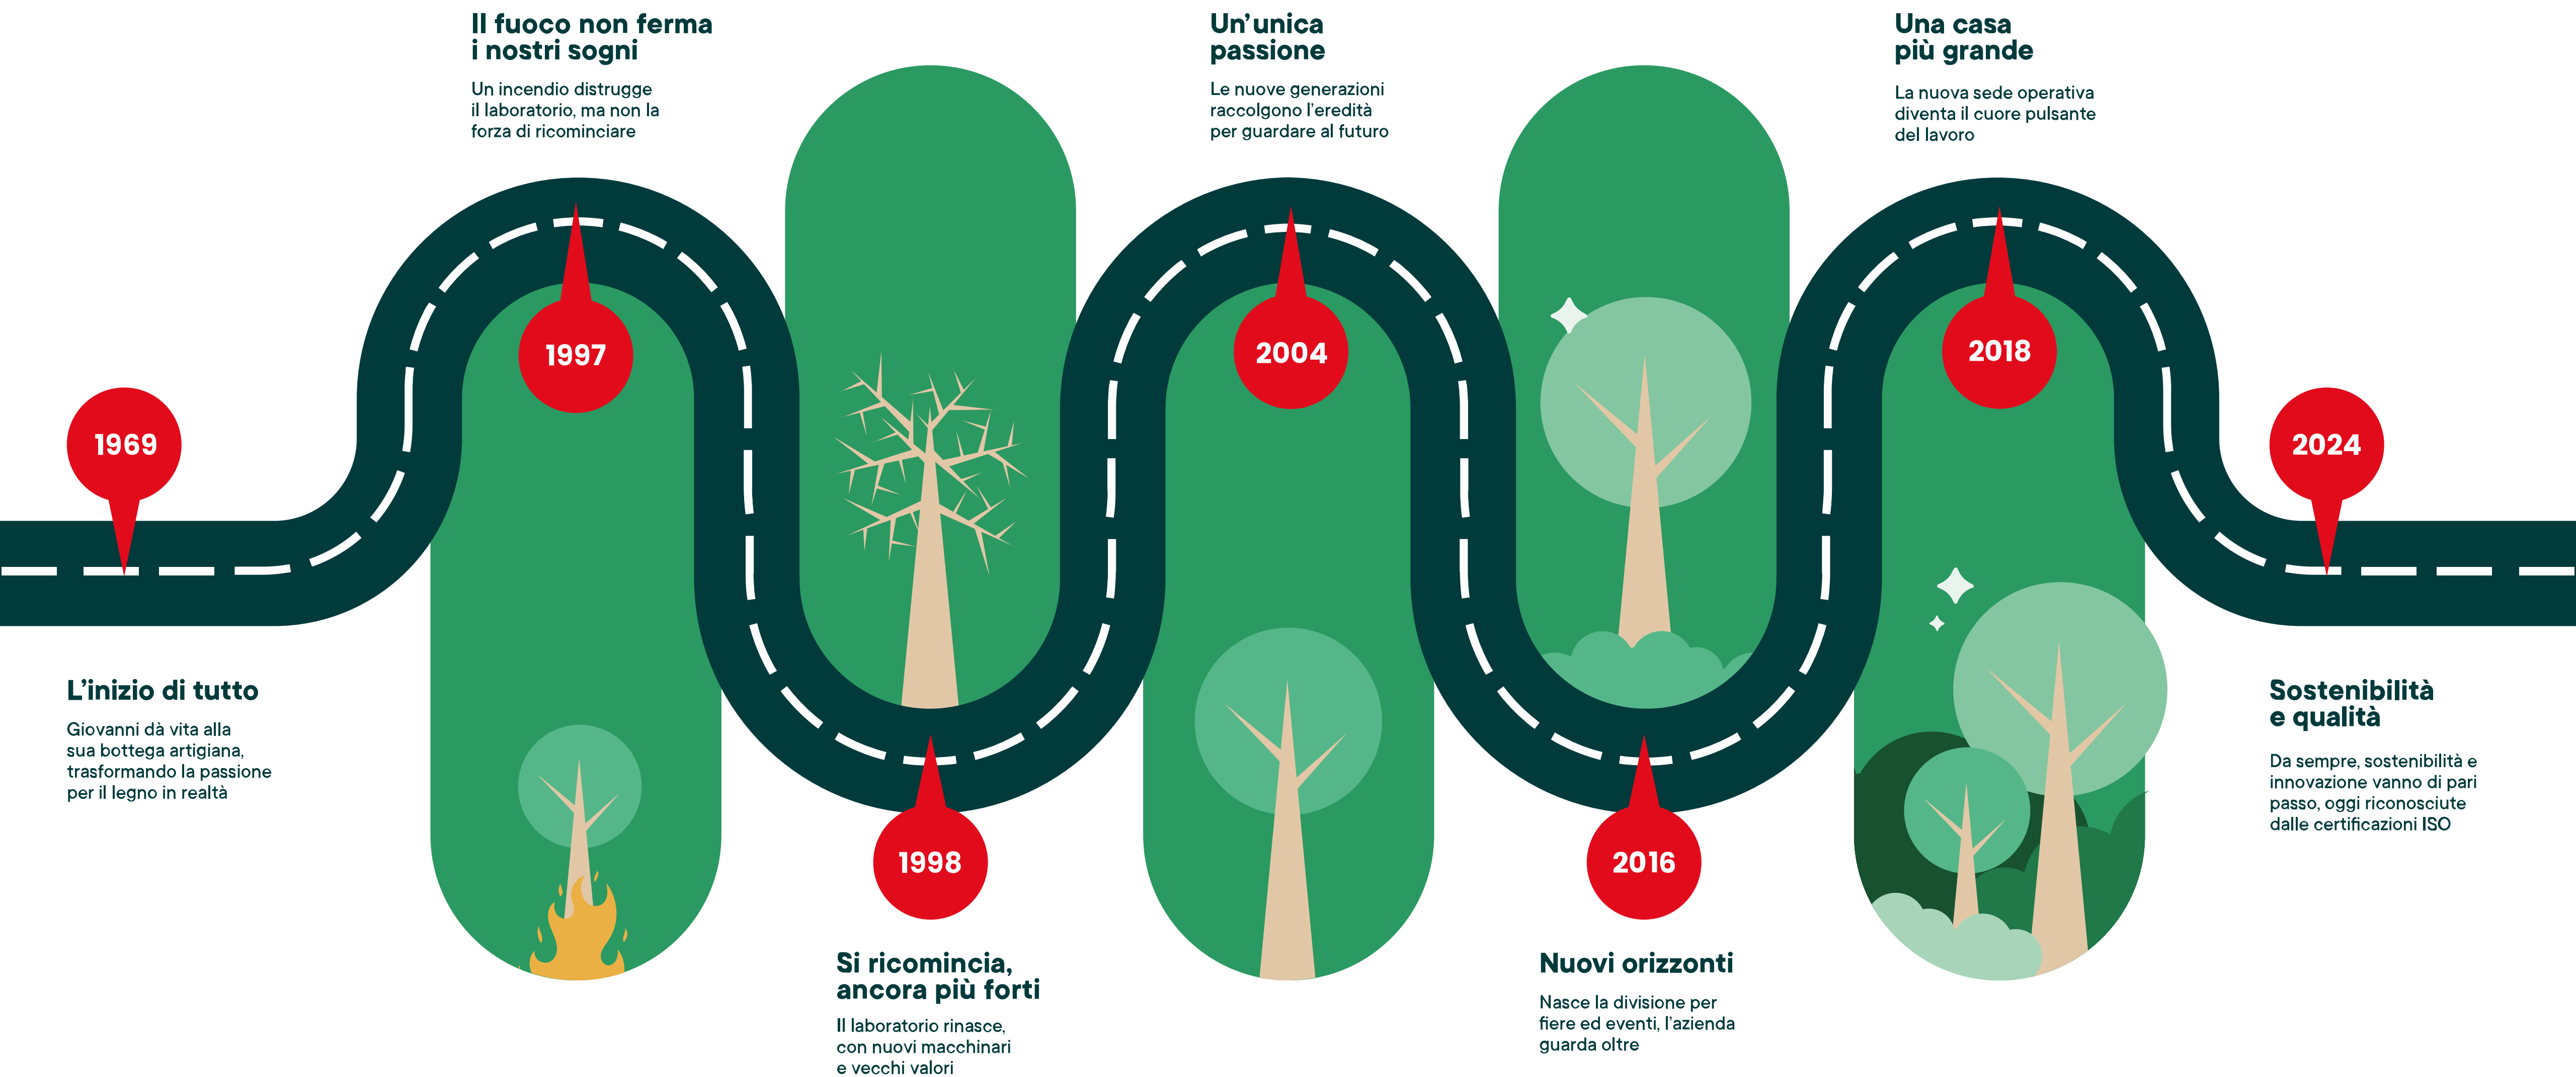 1969
L'inizio di tutto
Giovanni dà vita alla
sua bottega artigiana,
trasformando la passione
per il legno in realtà
Il fuoco non ferma
i nostri sogni
Un incendio distrugge
il laboratorio, ma non la
forza di ricominciare
1997
1998
Si ricomincia,
ancora più forti
Il laboratorio rinasce,
con nuovi macchinari
e vecchi valori
Un'unica
passione
Le nuove generazioni
raccolgono l'eredità
per guardare al futuro
2004
2016
Nuovi orizzonti
Nasce la divisione per
fiere ed eventi, l'azienda
guarda oltre
Una casa
più grande
La nuova sede operativa
diventa il cuore pulsante
del lavoro
2018
2024
Sostenibilità
e qualità
Da sempre, sostenibilità e
innovazione vanno di pari
passo, oggi riconosciute
dalle certificazioni ISO